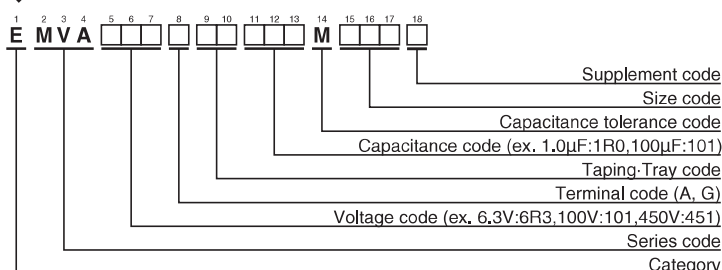 1 2 3 4 5 6 7 8 9 10 11 12 13 14 15 16 17 18
E MVA □□□ □ □□ □□□ M □□□ □
Supplement code
Size code
Capacitance tolerance code
Capacitance code (ex. 1.0μF:1R0,100μF:101)
Taping·Tray code
Terminal code (A, G)
Voltage code (ex. 6.3V:6R3,100V:101,450V:451)
Series code
Category